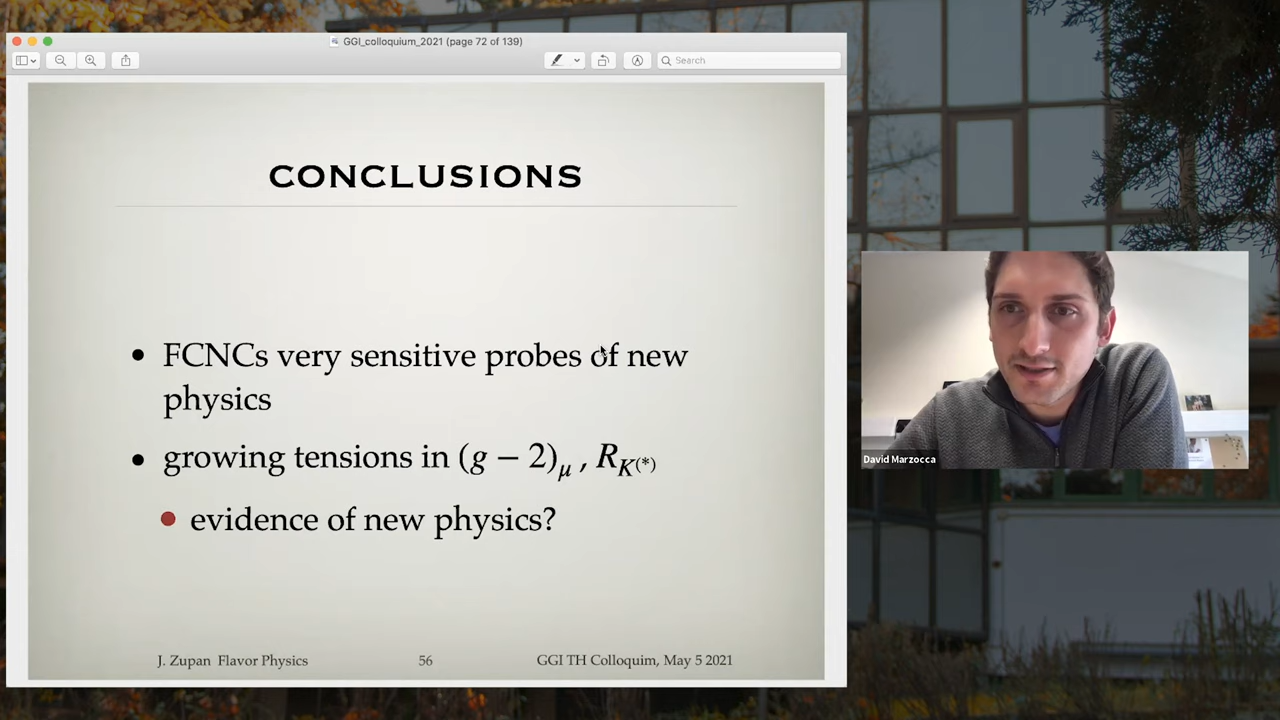 GGI_colloquium_2021 (page 72 of 139)
Search
CONCLUSIONS
• FCNCs very sensitive probes of new
physics
• growing tensions in (g − 2)μ , RK(*)
• evidence of new physics?
J. Zupan Flavor Physics 56 GGI TH Colloquim, May 5 2021
David Marzocca